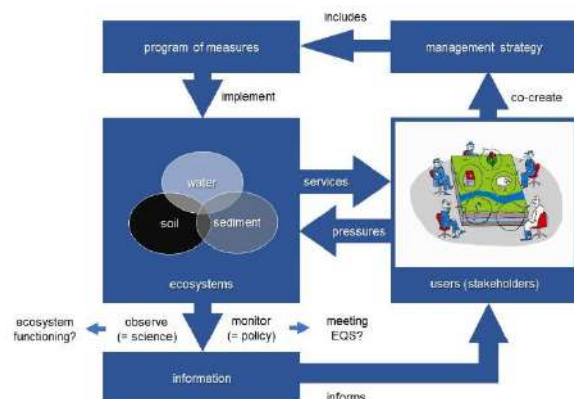 includes
program of measures
management strategy
implement
co-create
water
services
soil
sediment
pressures
ecosystems
users (stakeholders)
ecosystem
functioning?
observe
(= science)
monitor
(= policy)
meeting
EQS?
information
informs